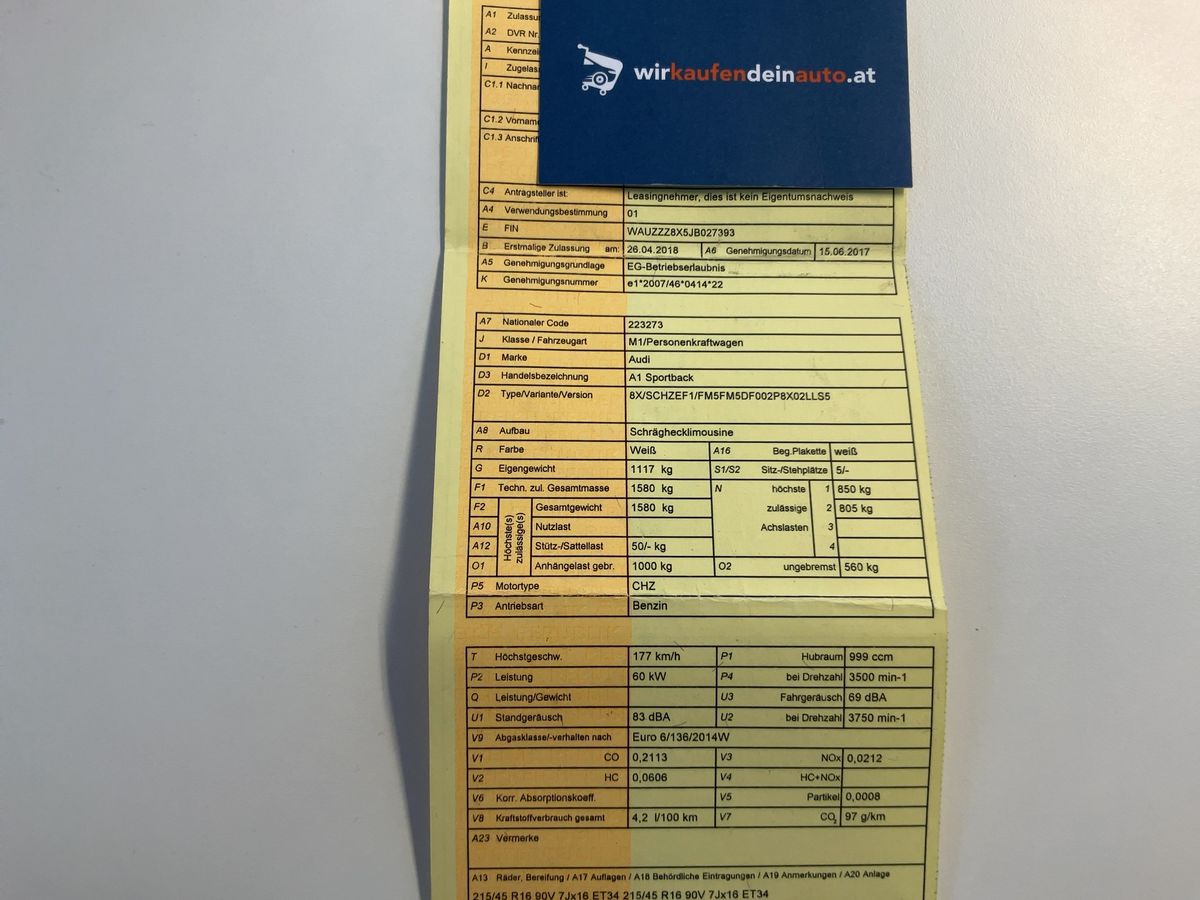 wirkaufendeinauto.at
A1 Zulassu
A2 DVR Nr.
A Kennzei
I Zugelas
C1.1 Nachna
C1.2 Vorname
C1.3 Anschrif
C4 Antragsteller ist: Leasingnehmer, dies ist kein Eigentumsnachweis
A4 Verwendungsbestimmung 01
E FIN WAUZZZ8X5JB027393
B Erstmalige Zulassung am: 26.04.2018 A6 Genehmigungsdatum 15.06.2017
A5 Genehmigungsgrundlage EG-Betriebserlaubnis
K Genehmigungsnummer e1*2007/46*0414*22
A7 Nationaler Code 223273
J Klasse / Fahrzeugart M1/Personenkraftwagen
D1 Marke Audi
D3 Handelsbezeichnung A1 Sportback
D2 Type/Variante/Version 8X/SCHZEF1/FM5FM5DF002P8X02LLS5
A8 Aufbau Schräghecklimousine
R Farbe Weiß A16 Beg.Plakette weiß
G Eigengewicht 1117 kg S1/S2 Sitz-/Stehplätze 5/-
F1 Techn. zul. Gesamtmasse 1580 kg N höchste 1 850 kg
F2 Höchste(s) zulässige(s) Gesamtgewicht 1580 kg zulässige 2 805 kg
A10 Nutzlast Achslasten 3
A12 Stütz-/Sattellast 50/- kg 4
O1 Anhängelast gebr. 1000 kg O2 ungebremst 560 kg
P5 Motortype CHZ
P3 Antriebsart Benzin
T Höchstgeschw. 177 km/h P1 Hubraum 999 ccm
P2 Leistung 60 kW P4 bei Drehzahl 3500 min-1
Q Leistung/Gewicht U3 Fahrgeräusch 69 dBA
U1 Standgeräusch 83 dBA U2 bei Drehzahl 3750 min-1
V9 Abgasklasse/-verhalten nach Euro 6/136/2014W
V1 CO 0,2113 V3 NOx 0,0212
V2 HC 0,0606 V4 HC+NOx
V6 Korr. Absorptionskoeff. V5 Partikel 0,0008
V8 Kraftstoffverbrauch gesamt 4,2 l/100 km V7 CO2 97 g/km
A23 Vermerke
A13 Räder, Bereifung / A17 Auflagen / A18 Behördliche Eintragungen / A19 Anmerkungen / A20 Anlage
215/45 R16 90V 7Jx16 ET34 215/45 R16 90V 7Jx16 ET34